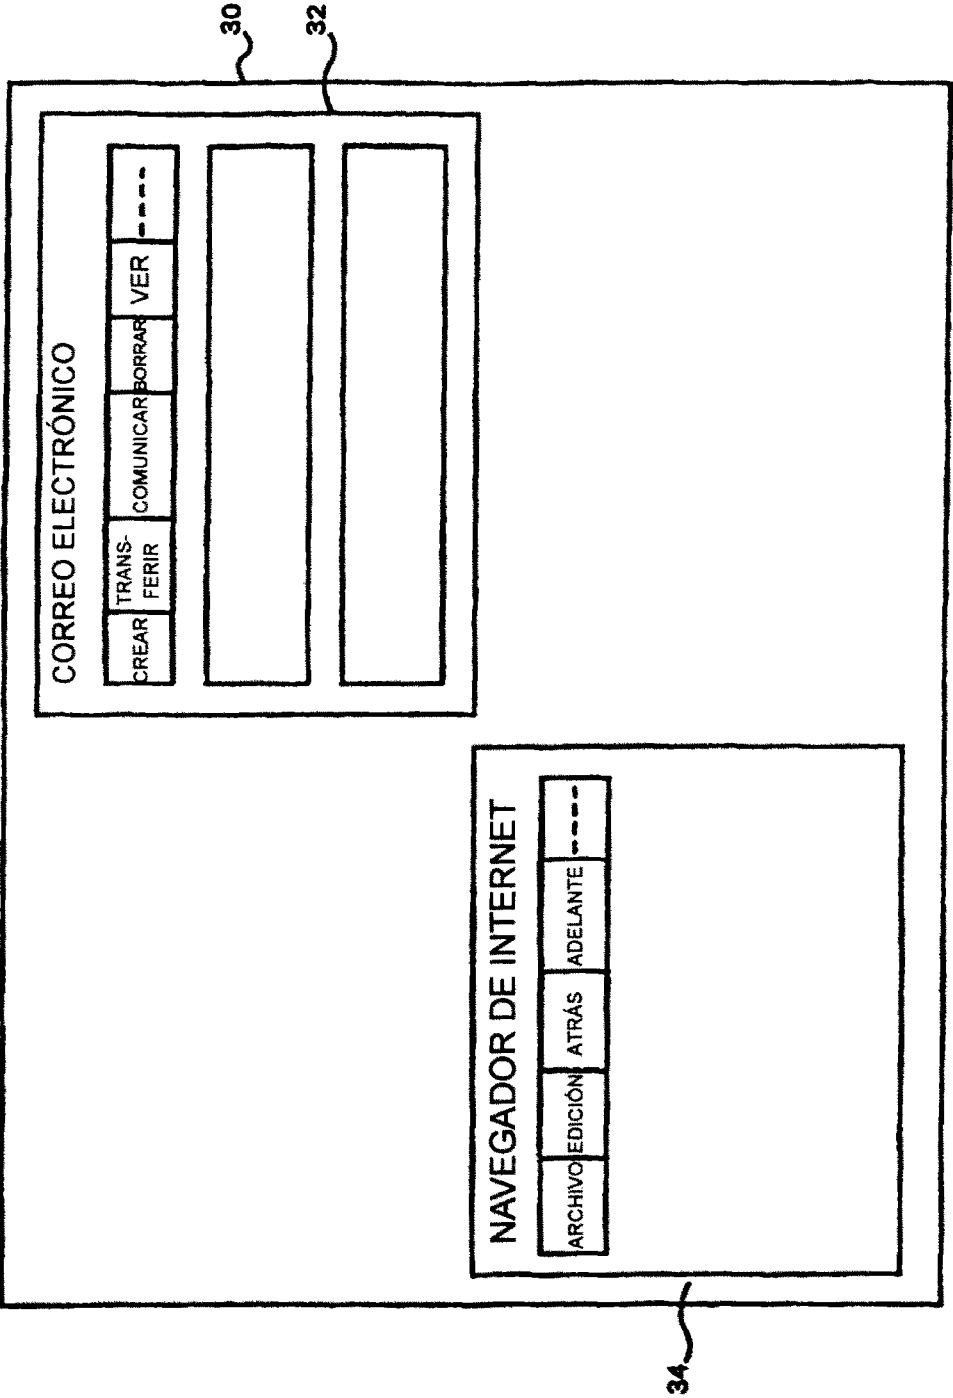 30
32
CORREO ELECTRÓNICO
CREAR
TRANS-
FERIR
COMUNICAR
BORRAR
VER
----
NAVEGADOR DE INTERNET
ARCHIVO
EDICIÓN
ATRÁS
ADELANTE
----
34